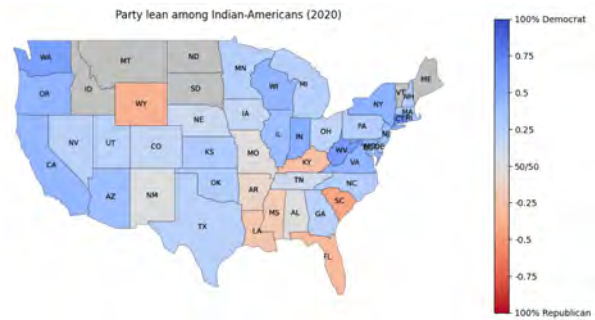 Party lean among Indian-Americans (2020)
WA
MT
ND
MN
ME
OR
ID
SD
WI
MI
VT
NH
NY
MA
CT
RI
WY
NE
IA
PA
NJ
NV
UT
CO
IL
IN
OH
WV
VA
CA
KS
MO
KY
AZ
NM
OK
AR
TN
NC
TX
LA
MS
AL
GA
SC
FL
100% Democrat
0.75
0.5
0.25
50/50
-0.25
-0.5
-0.75
100% Republican